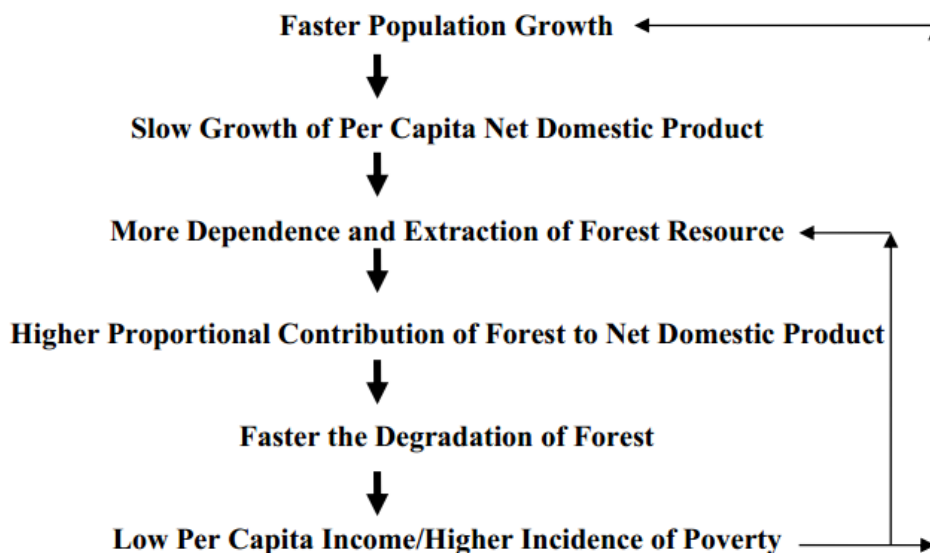 Faster Population Growth
Slow Growth of Per Capita Net Domestic Product
More Dependence and Extraction of Forest Resource
Higher Proportional Contribution of Forest to Net Domestic Product
Faster the Degradation of Forest
Low Per Capita Income/Higher Incidence of Poverty